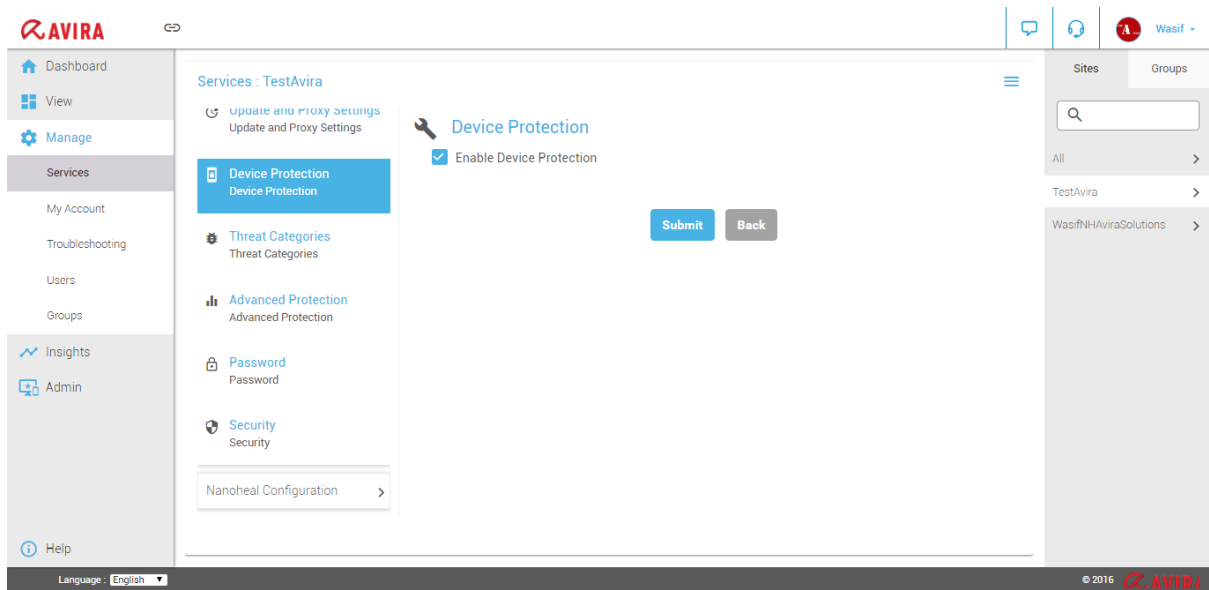 AVIRA
Wasif
Dashboard
View
Manage
Services
My Account
Troubleshooting
Users
Groups
Insights
Admin
Help
Services : TestAvira
Update and Proxy Settings
Update and Proxy Settings
Device Protection
Device Protection
Threat Categories
Threat Categories
Advanced Protection
Advanced Protection
Password
Password
Security
Security
Nanoheal Configuration
Device Protection
Enable Device Protection
Submit Back
Sites Groups
All
TestAvira
WasifNHAviraSolutions
Language : English
© 2016 AVIRA